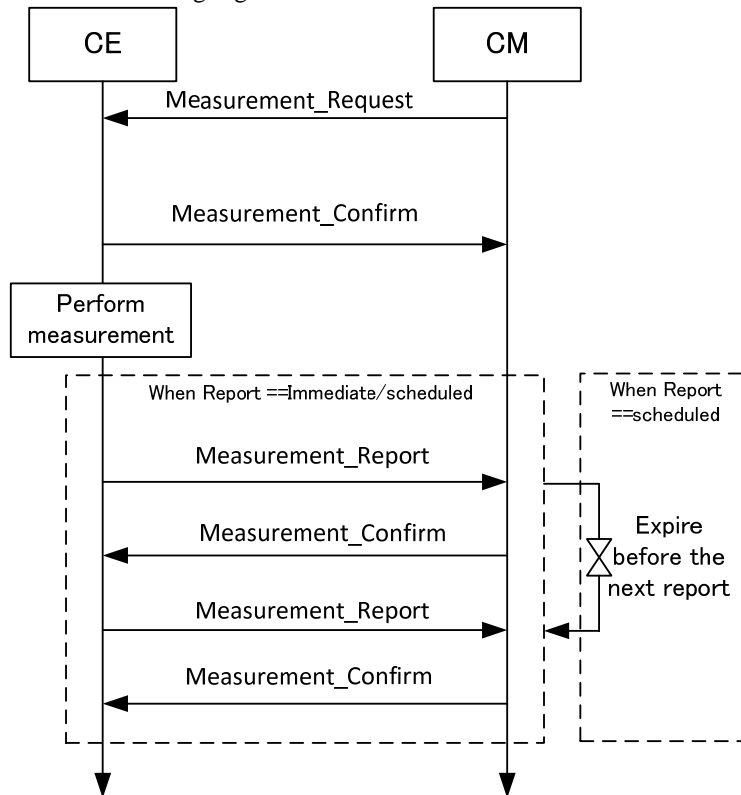 CE
CM
Measurement_Request
Measurement_Confirm
Perform
measurement
When Report ==Immediate/scheduled
When Report
==scheduled
Measurement_Report
Measurement_Confirm
Expire
before the
next report
Measurement_Report
Measurement_Confirm